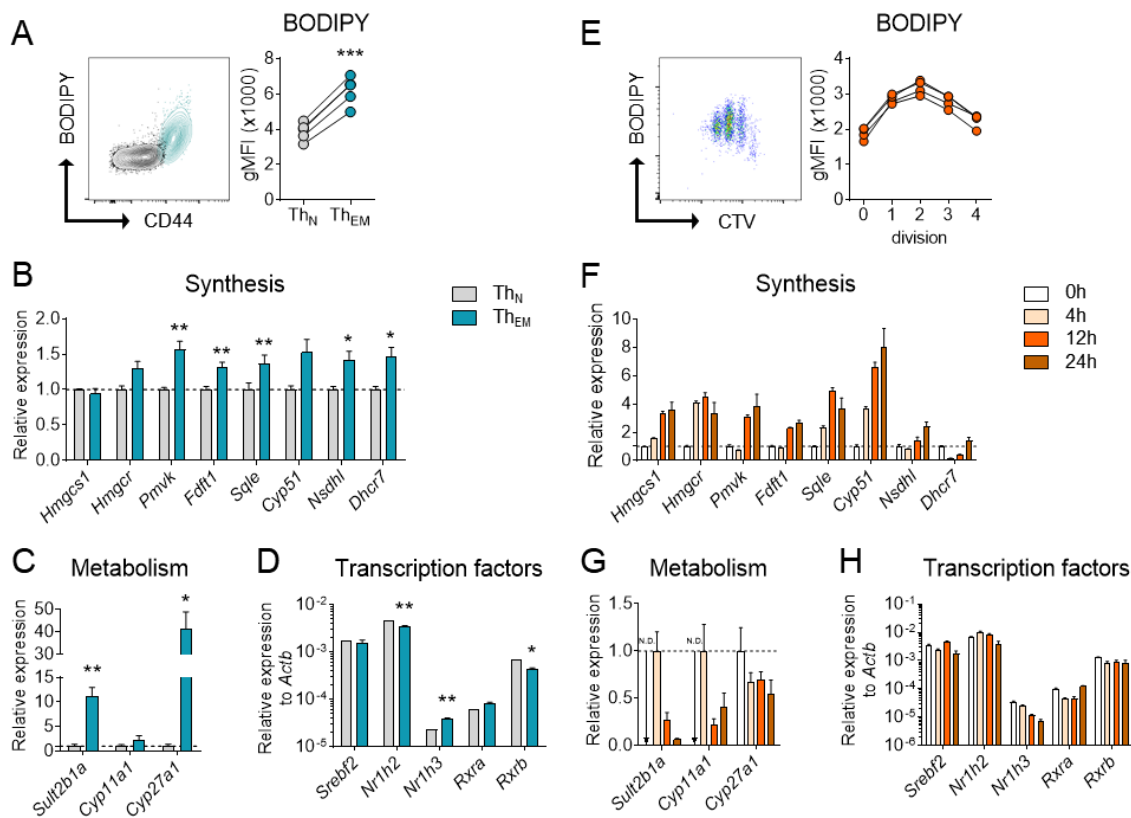 A
BODIPY
BODIPY
CD44
gMFI (x1000)
8
6
4
2
0
***
Th_N Th_EM
B
Synthesis
Relative expression
2.0
1.5
1.0
0.5
0.0
** ** ** * *
Hmgcs1 Hmgcr Pmvk Fdft1 Sqle Cyp51 Nsdhl Dhcr7
Th_N
Th_EM
C
Metabolism
Relative expression
50
40
30
20
15
10
5
1
** *
Sult2b1a Cyp11a1 Cyp27a1
D
Transcription factors
Relative expression
to Actb
10⁻²
10⁻³
10⁻⁴
10⁻⁵
** ** *
Srebf2 Nr1h2 Nr1h3 Rxra Rxrb
E
BODIPY
BODIPY
CTV
gMFI (x1000)
4
3
2
1
0
0 1 2 3 4
division
F
Synthesis
Relative expression
10
8
6
4
2
1
0
Hmgcs1 Hmgcr Pmvk Fdft1 Sqle Cyp51 Nsdhl Dhcr7
0h
4h
12h
24h
G
Metabolism
Relative expression
1.5
1.0
0.5
0.0
N.D. N.D.
Sult2b1a Cyp11a1 Cyp27a1
H
Transcription factors
Relative expression
to Actb
10⁻¹
10⁻²
10⁻³
10⁻⁴
10⁻⁵
10⁻⁶
Srebf2 Nr1h2 Nr1h3 Rxra Rxrb